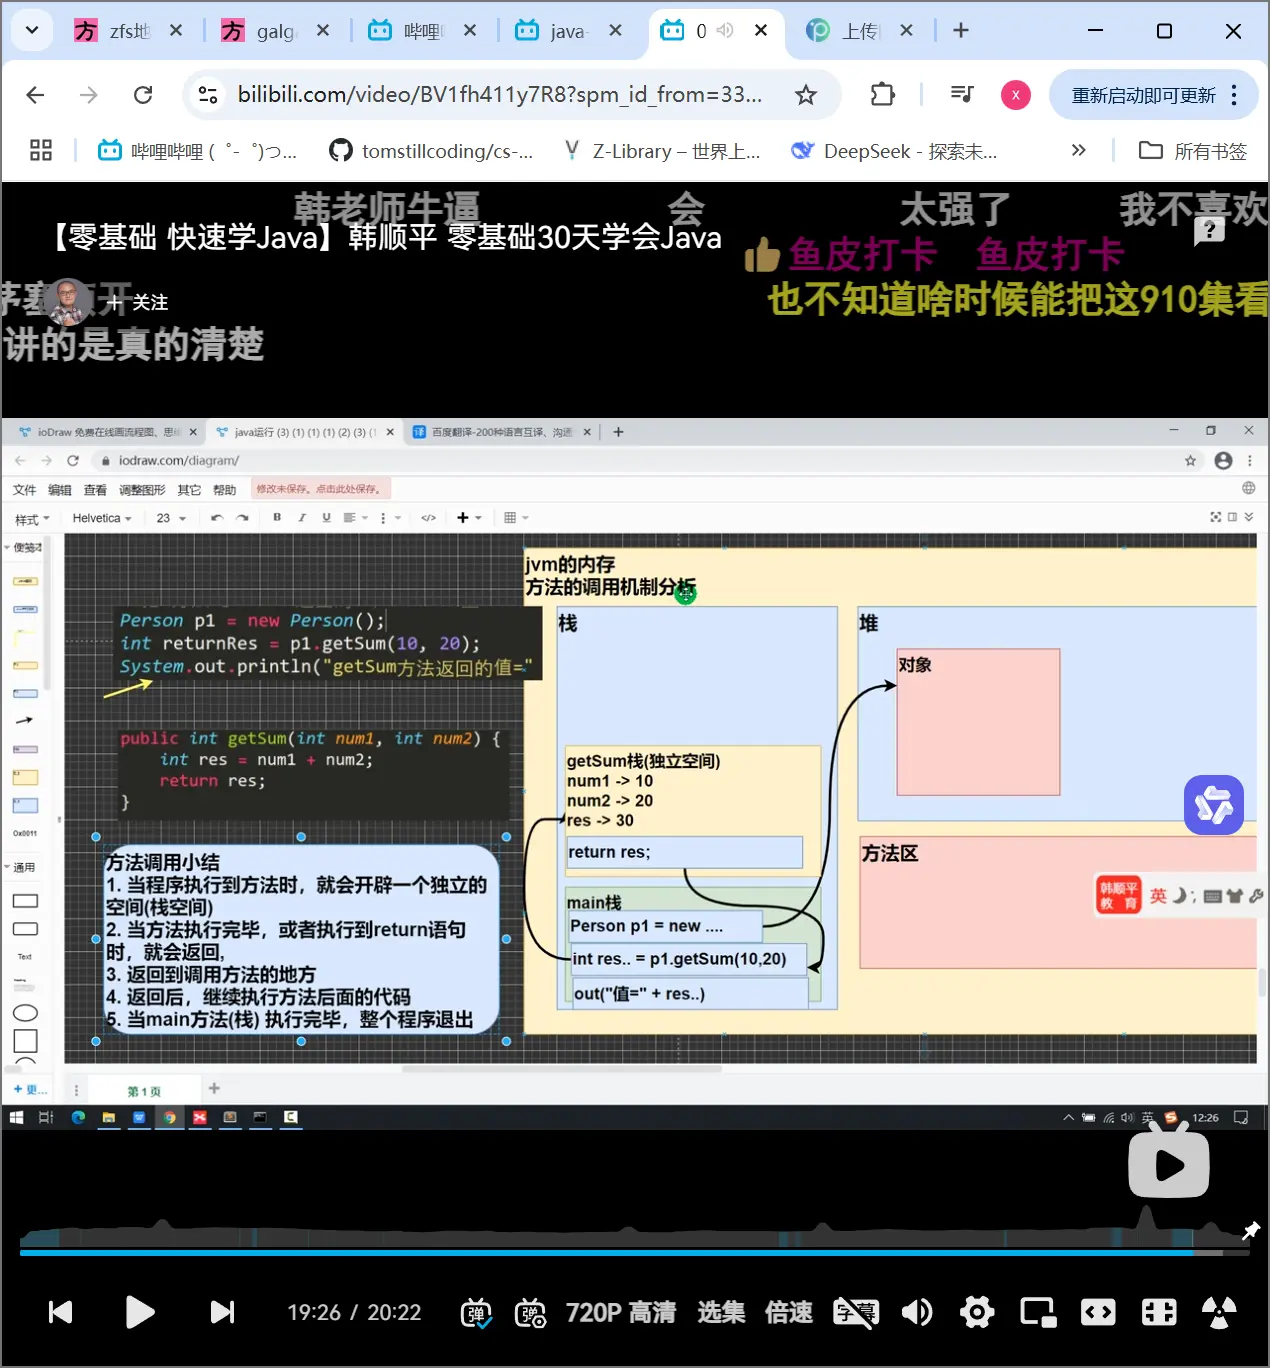 zfs地
galg
哔哩
java-
0
上传
bilibili.com/video/BV1fh411y7R8?spm_id_from=33...
X
重新启动即可更新
哔哩哔哩 ( ゜- ゜)つ...
tomstillcoding/cs-...
Z-Library – 世界上...
DeepSeek - 探索未...
所有书签
韩老师牛逼
会
太强了
我不喜欢
【零基础 快速学Java】韩顺平 零基础30天学会Java
鱼皮打卡
鱼皮打卡
茅塞顿开
+ 关注
也不知道啥时候能把这910集看
讲的是真的清楚
ioDraw 免费在线画流程图、思
java运行 (3) (1) (1) (1) (2) (3) (1
百度翻译-200种语言互译、沟通
iodraw.com/diagram/
文件 编辑 查看 调整图形 其它 帮助
修改未保存。点击此处保存。
样式
Helvetica
23
B I U
便笺本
jvm的内存
方法的调用机制分析
Person p1 = new Person();
int returnRes = p1.getSum(10, 20);
System.out.println("getSum方法返回的值="
栈
堆
对象
public int getSum(int num1, int num2) {
int res = num1 + num2;
return res;
}
getSum栈(独立空间)
num1 -> 10
num2 -> 20
res -> 30
return res;
0x0011
通用
Text
方法调用小结
1. 当程序执行到方法时，就会开辟一个独立的
空间(栈空间)
2. 当方法执行完毕，或者执行到return语句
时，就会返回,
3. 返回到调用方法的地方
4. 返回后，继续执行方法后面的代码
5. 当main方法(栈) 执行完毕，整个程序退出
main栈
Person p1 = new ....
int res.. = p1.getSum(10,20)
out("值=" + res..)
方法区
韩顺平
教 育
英
+ 更...
第 1 页
英
12:26
19:26 / 20:22
弹
弹
720P 高清
选集
倍速
字幕